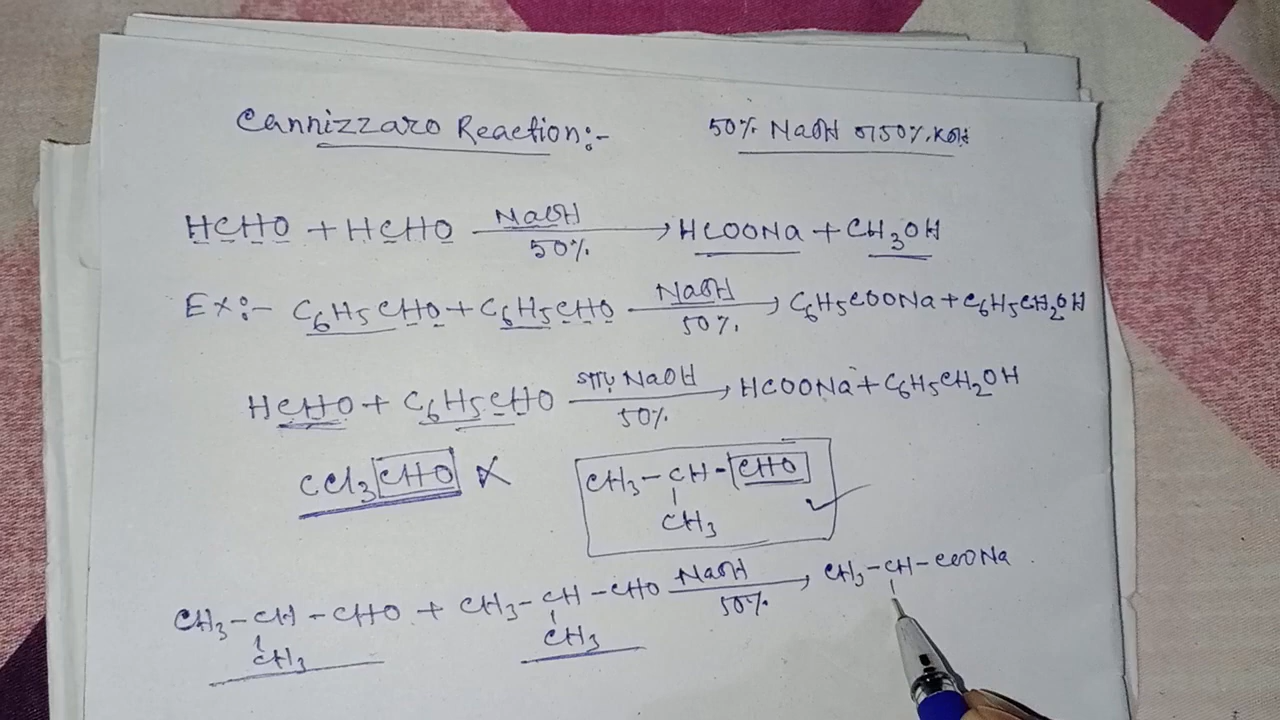 Cannizzaro Reaction:- 50% NaOH or 50% KOH
HCHO + HCHO NaOH 50% → HCOONa + CH3OH
Ex:- C6H5CHO + C6H5CHO NaOH 50% → C6H5COONa + C6H5CH2OH
HCHO + C6H5CHO NaOH 50% → HCOONa + C6H5CH2OH
CCl3CHO × CH3-CH-CHO ✓
CH3
CH3-CH-CHO + CH3-CH-CHO NaOH 50% → CH3-CH-COONa
CH3 CH3